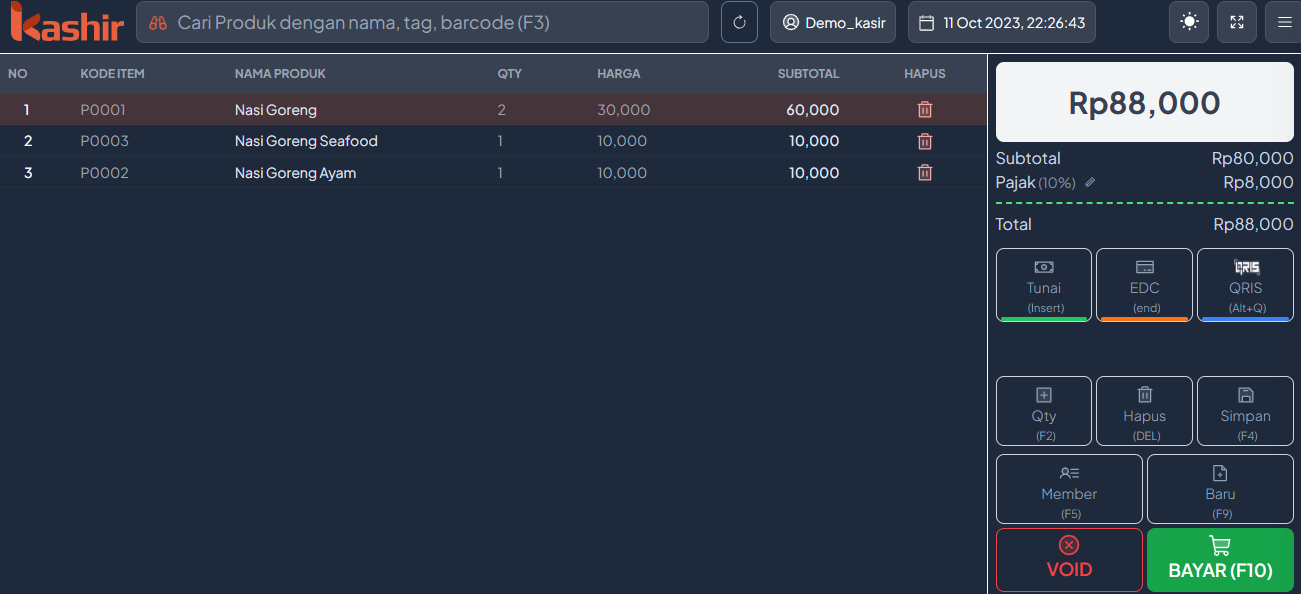 kashir
Cari Produk dengan nama, tag, barcode (F3)
Demo_kasir
11 Oct 2023, 22:26:43
NO KODE ITEM NAMA PRODUK QTY HARGA SUBTOTAL HAPUS
1 P0001 Nasi Goreng 2 30,000 60,000
2 P0003 Nasi Goreng Seafood 1 10,000 10,000
3 P0002 Nasi Goreng Ayam 1 10,000 10,000
Rp88,000
Subtotal Rp80,000
Pajak (10%) Rp8,000
Total Rp88,000
QRIS
Tunai EDC QRIS
(Insert) (end) (Alt+Q)
Qty Hapus Simpan
(F2) (DEL) (F4)
Member Baru
(F5) (F9)
VOID BAYAR (F10)